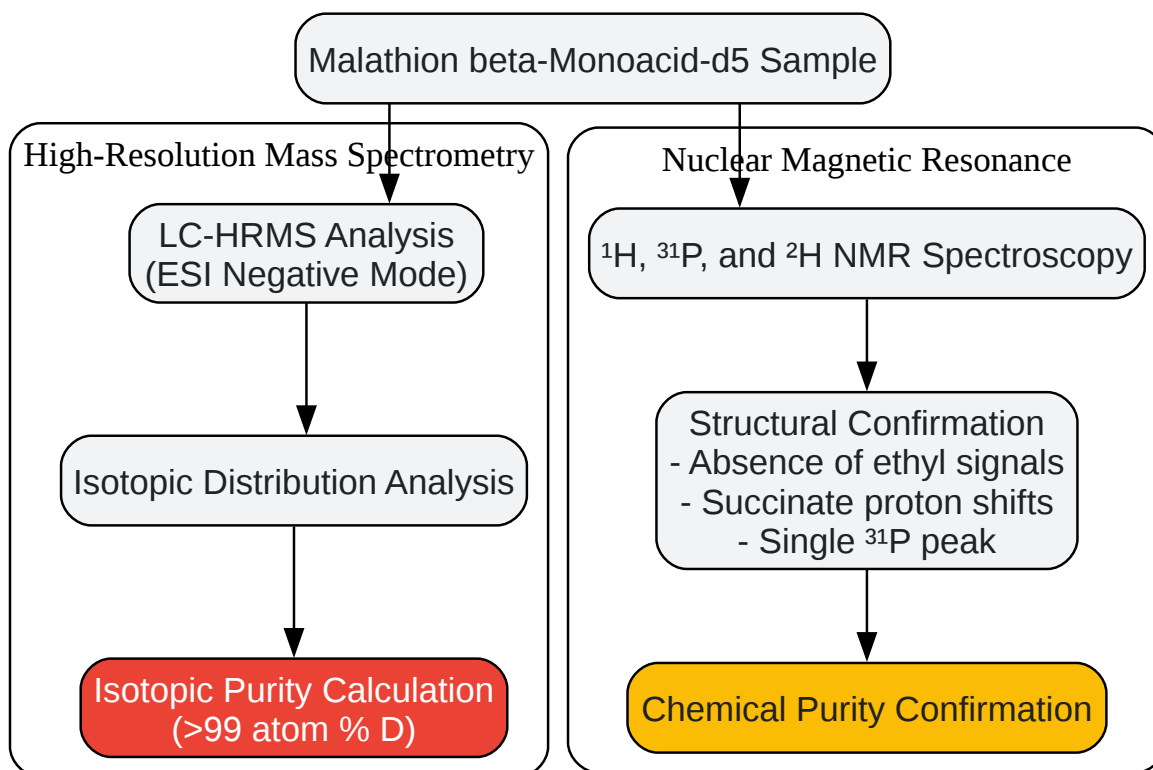 Malathion beta-Monoacid-d5 Sample
High-Resolution Mass Spectrometry
LC-HRMS Analysis
(ESI Negative Mode)
Isotopic Distribution Analysis
Isotopic Purity Calculation
(>99 atom % D)
Nuclear Magnetic Resonance
¹H, ³¹P, and ²H NMR Spectroscopy
Structural Confirmation
- Absence of ethyl signals
- Succinate proton shifts
- Single ³¹P peak
Chemical Purity Confirmation